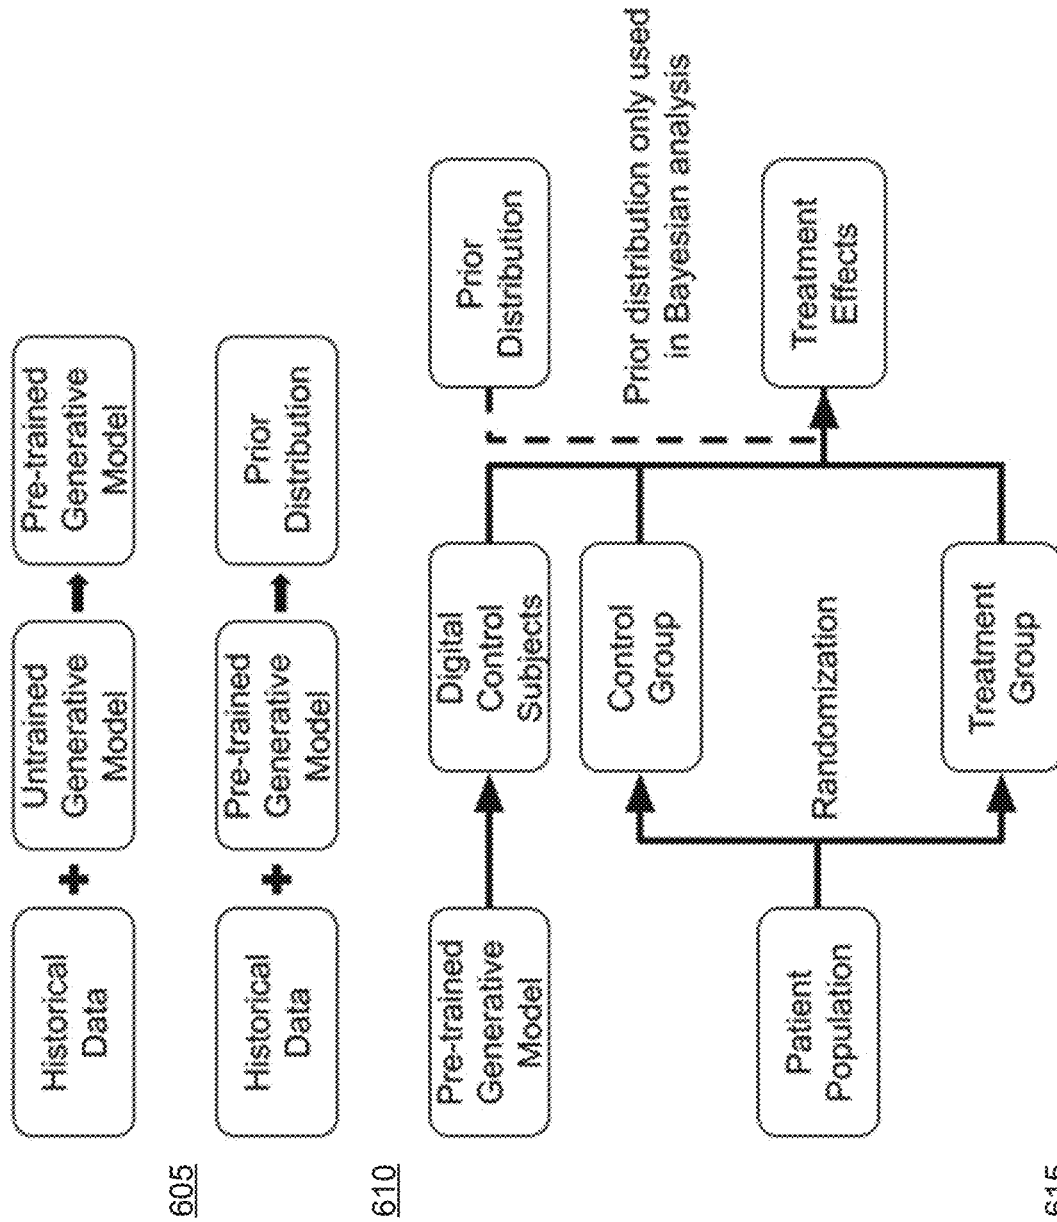 Historical
Data
+
Untrained
Generative
Model
Pre-trained
Generative
Model
605
Historical
Data
+
Pre-trained
Generative
Model
Prior
Distribution
610
Pre-trained
Generative
Model
Digital
Control
Subjects
Prior
Distribution
Control
Group
Prior distribution only used
in Bayesian analysis
Patient
Population
Randomization
Treatment
Effects
Treatment
Group
615